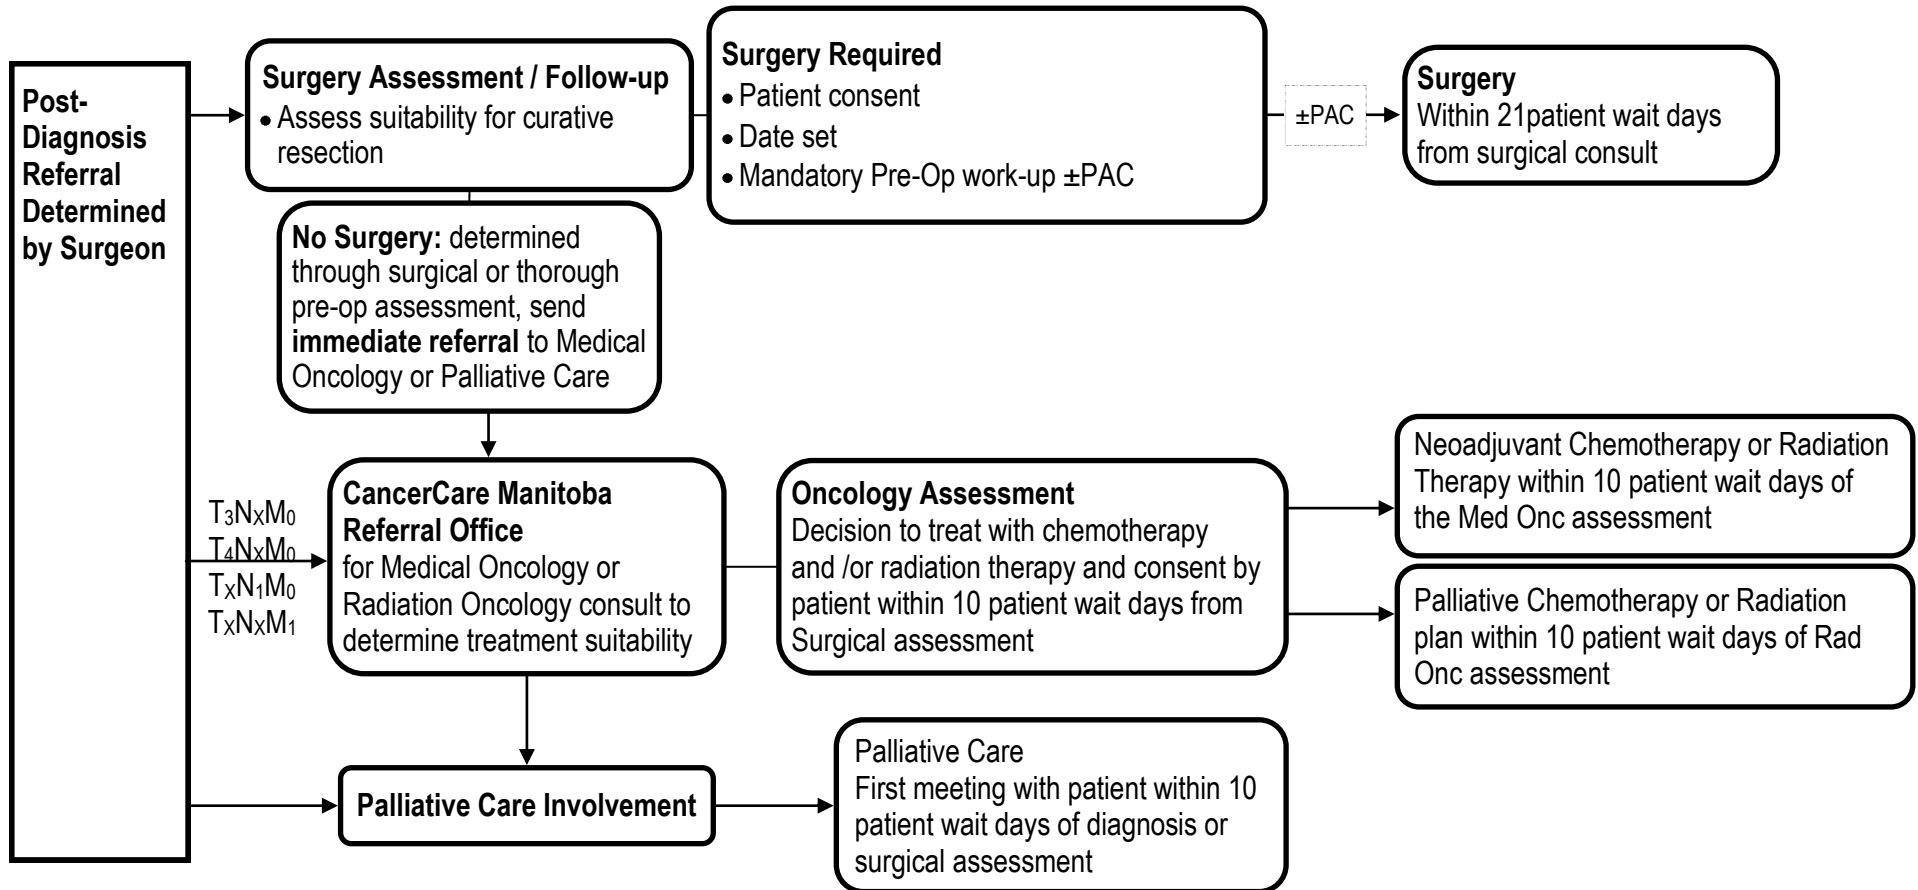 Post-
Diagnosis
Referral
Determined
by Surgeon
Surgery Assessment / Follow-up
• Assess suitability for curative
resection
Surgery Required
• Patient consent
• Date set
• Mandatory Pre-Op work-up ±PAC
±PAC
Surgery
Within 21patient wait days
from surgical consult
No Surgery: determined
through surgical or thorough
pre-op assessment, send
immediate referral to Medical
Oncology or Palliative Care
T3NXM0
T4NXM0
TXN1M0
TXNXM1
CancerCare Manitoba
Referral Office
for Medical Oncology or
Radiation Oncology consult to
determine treatment suitability
Oncology Assessment
Decision to treat with chemotherapy
and /or radiation therapy and consent by
patient within 10 patient wait days from
Surgical assessment
Neoadjuvant Chemotherapy or Radiation
Therapy within 10 patient wait days of
the Med Onc assessment
Palliative Chemotherapy or Radiation
plan within 10 patient wait days of Rad
Onc assessment
Palliative Care Involvement
Palliative Care
First meeting with patient within 10
patient wait days of diagnosis or
surgical assessment